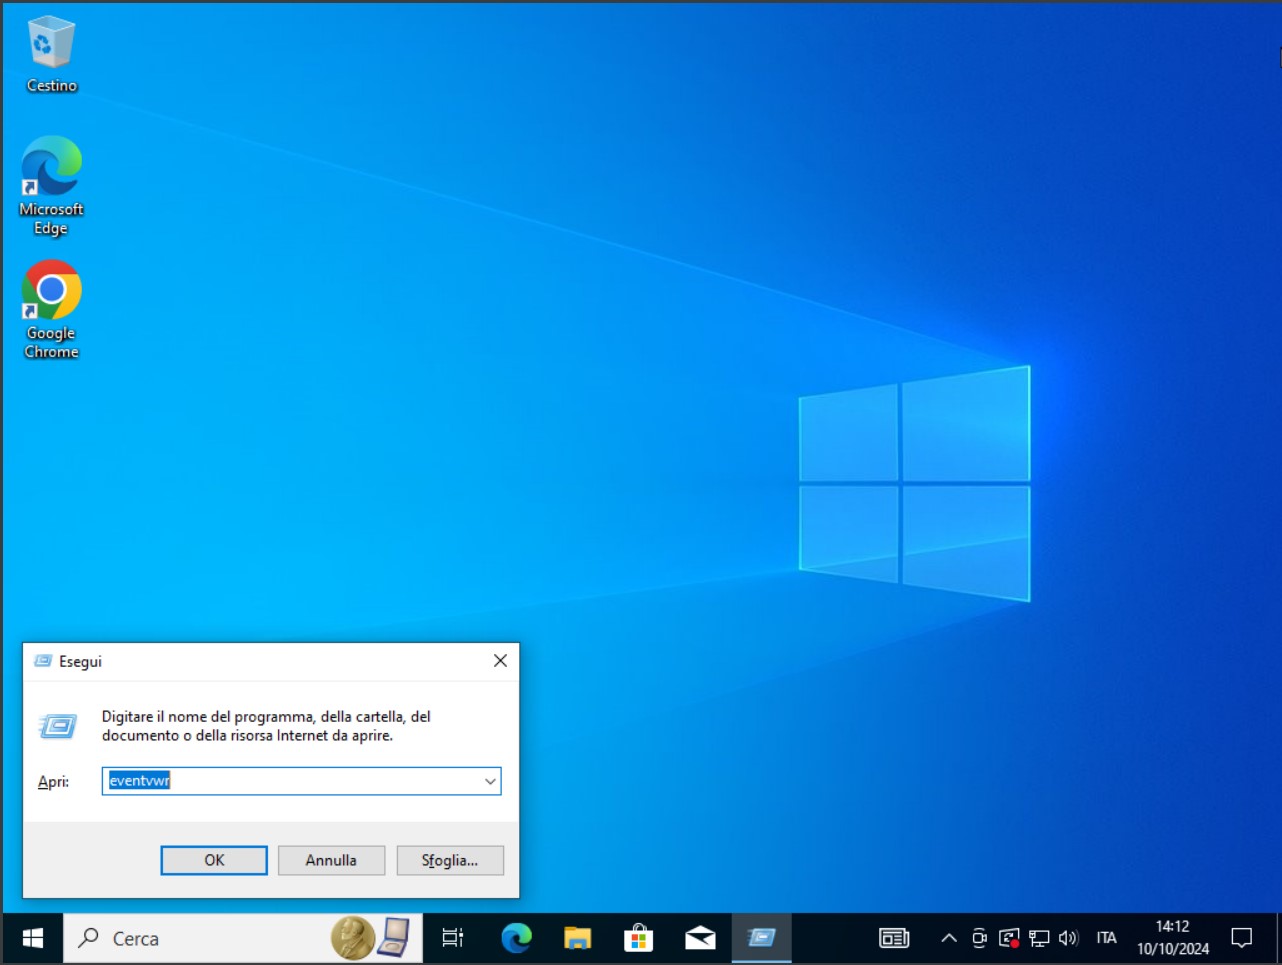 Cestino
Microsoft
Edge
Google
Chrome
Esegui
Digitare il nome del programma, della cartella, del
documento o della risorsa Internet da aprire.
Apri:
eventvwr
OK
Annulla
Sfoglia...
Cerca
ITA
14:12
10/10/2024